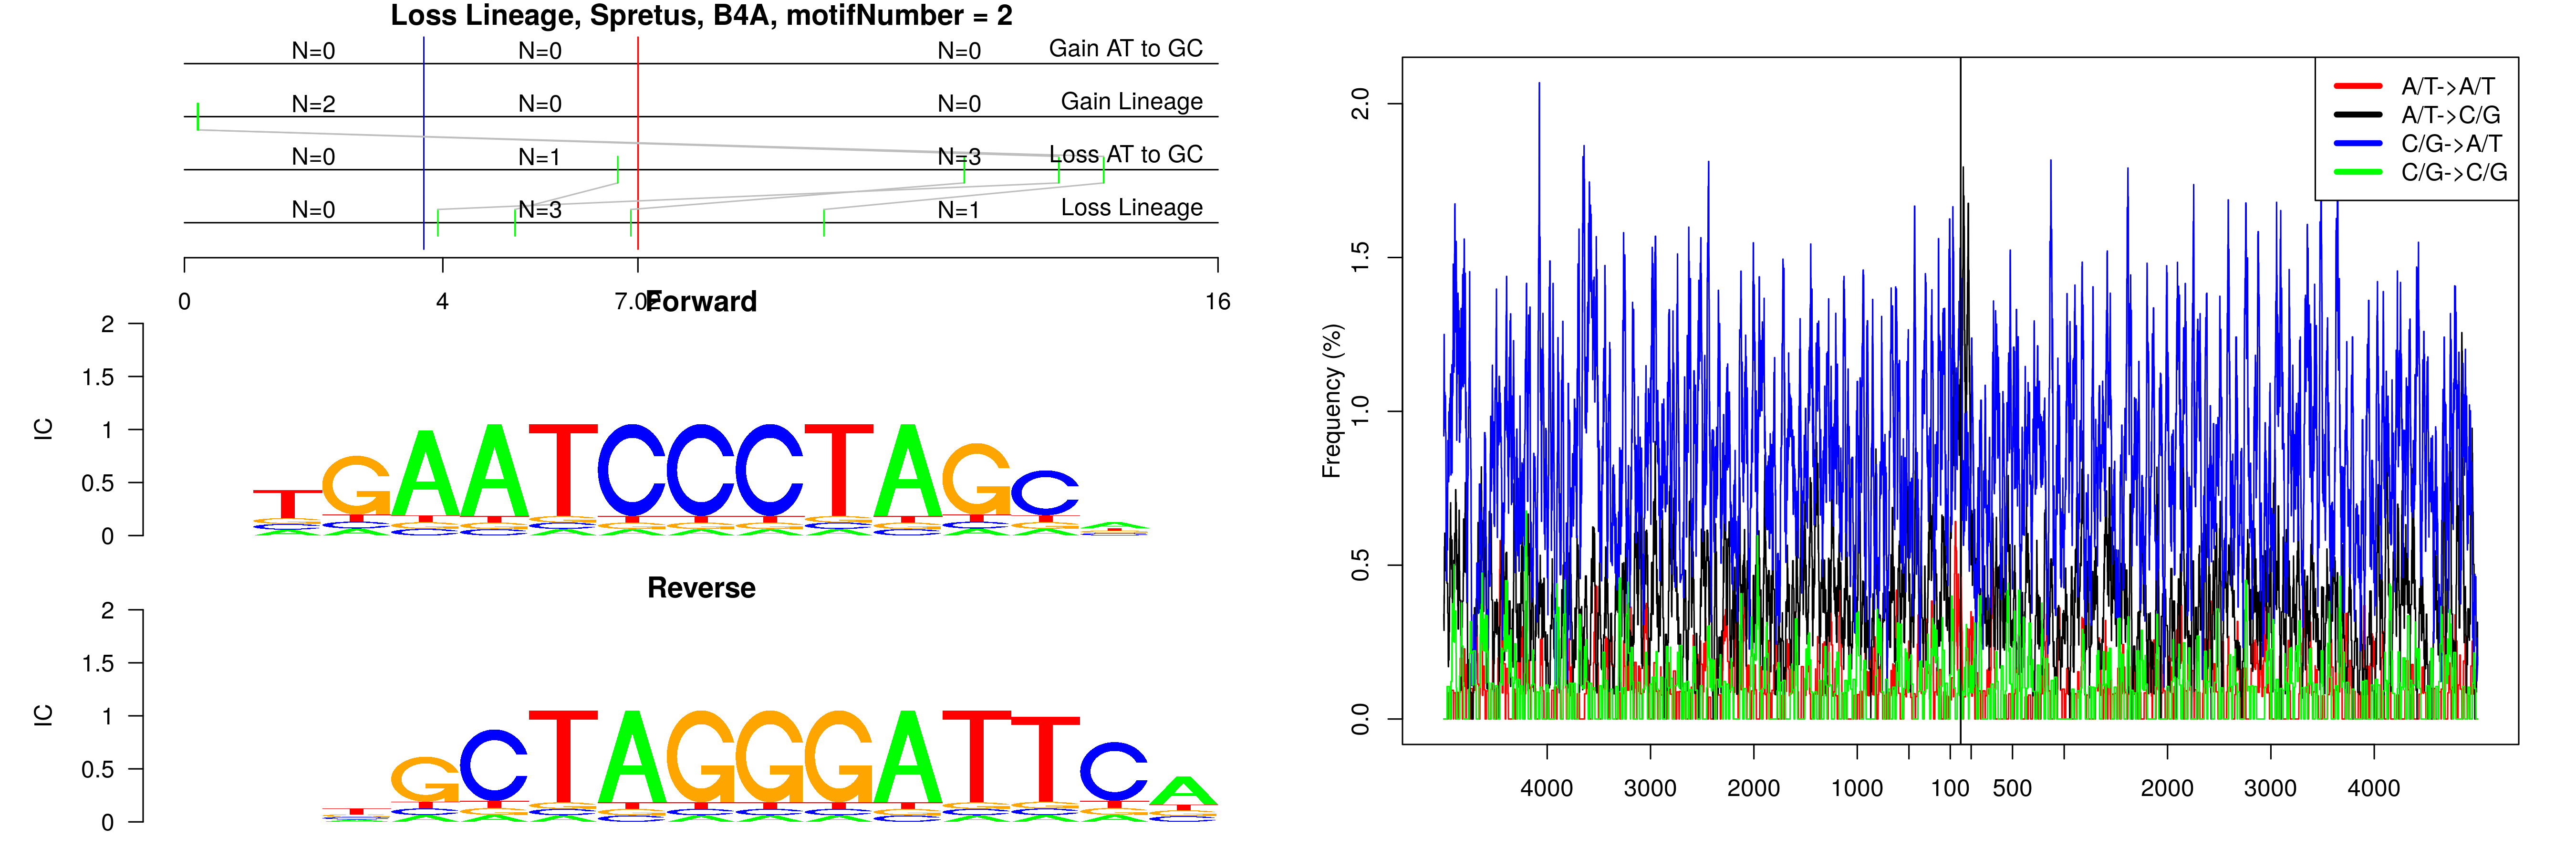 Loss Lineage, Spretus, B4A, motifNumber = 2
N=0 N=0 N=0 Gain AT to GC
N=2 N=0 N=0 Gain Lineage
N=0 N=1 N=3 Loss AT to GC
N=0 N=3 N=1 Loss Lineage
0 4 7.02 16
Forward
2
1.5
1
0.5
0
IC
TGAATCCCTAGCA
Reverse
2
1.5
1
0.5
0
IC
TGCTAGGGATTCA
A/T->A/T
A/T->C/G
C/G->A/T
C/G->C/G
Frequency (%)
2.0
1.5
1.0
0.5
0.0
4000 3000 2000 1000 100 500 2000 3000 4000